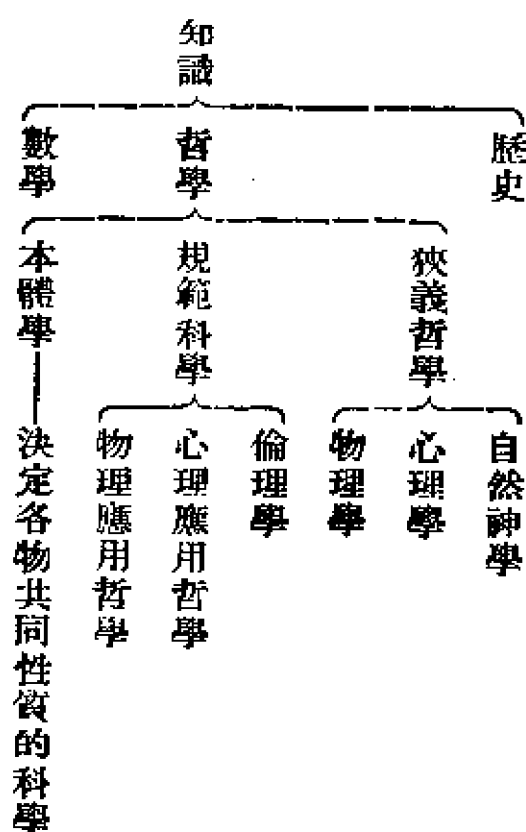 知識
歷史
哲學
數學
狹義哲學
規範科學
本體學——決定各物共同性質的科學
自然神學
心理學
物理學
倫理學
心理應用哲學
物理應用哲學